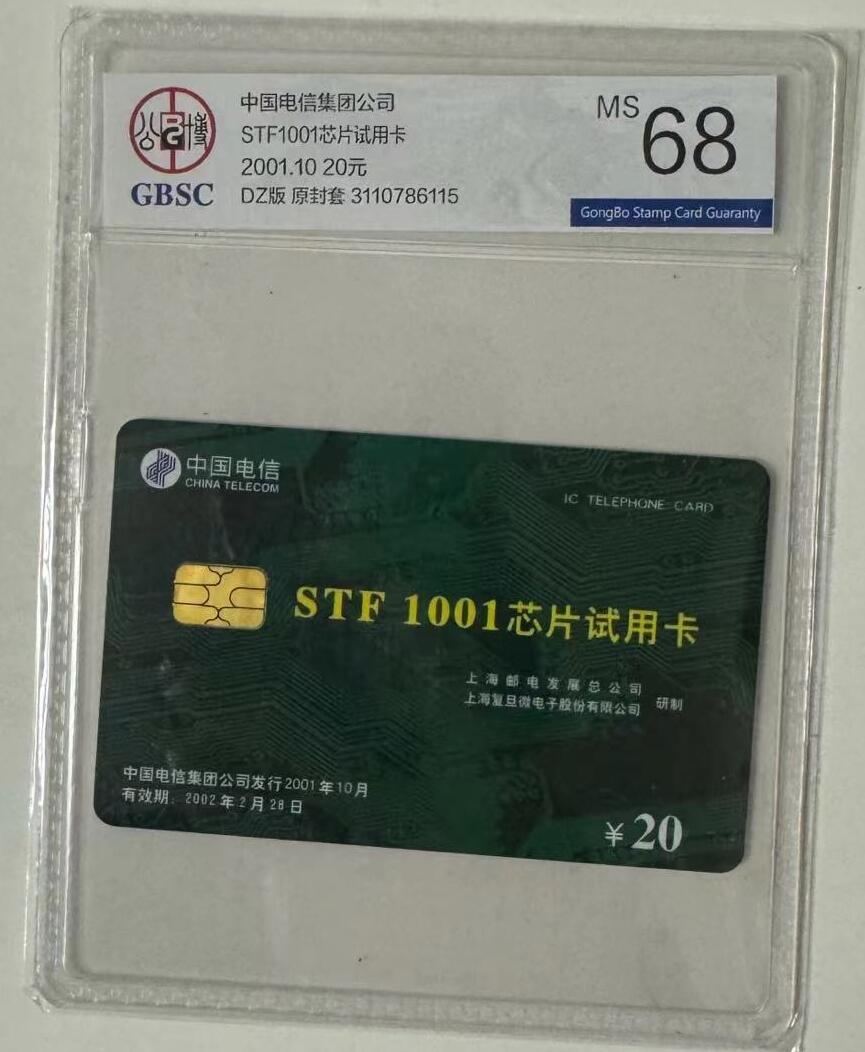 公博
PG
GBSC
中国电信集团公司
STF1001芯片试用卡
2001.10 20元
DZ版 原封套 3110786115
MS 68
GongBo Stamp Card Guaranty
中国电信
CHINA TELECOM
IC TELEPHONE CARD
STF 1001芯片试用卡
上海邮电发展总公司
上海复旦微电子股份有限公司 研制
中国电信集团公司发行2001年10月
有效期:2002年2月28日
¥20